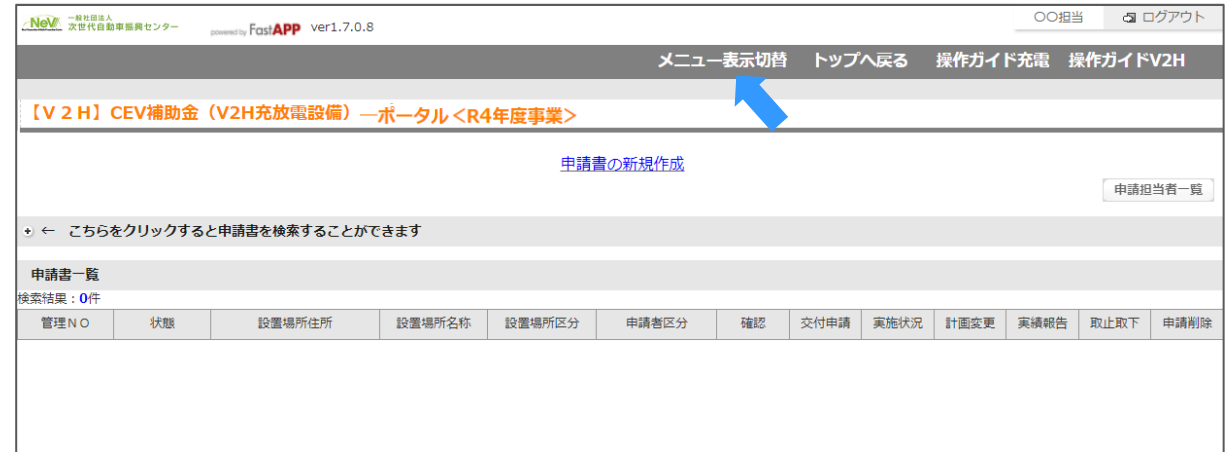 NeV 一般社団法人
次世代自動車振興センター powered by FastAPP ver1.7.0.8 〇〇担当 ログアウト
メニュー表示切替 トップへ戻る 操作ガイド充電 操作ガイドV2H
【V２H】CEV補助金（V2H充放電設備）―ポータル＜R4年度事業＞
申請書の新規作成
申請担当者一覧
← こちらをクリックすると申請書を検索することができます
申請書一覧
検索結果：0件
管理ＮＯ 状態 設置場所住所 設置場所名称 設置場所区分 申請者区分 確認 交付申請 実施状況 計画変更 実績報告 取止取下 申請削除